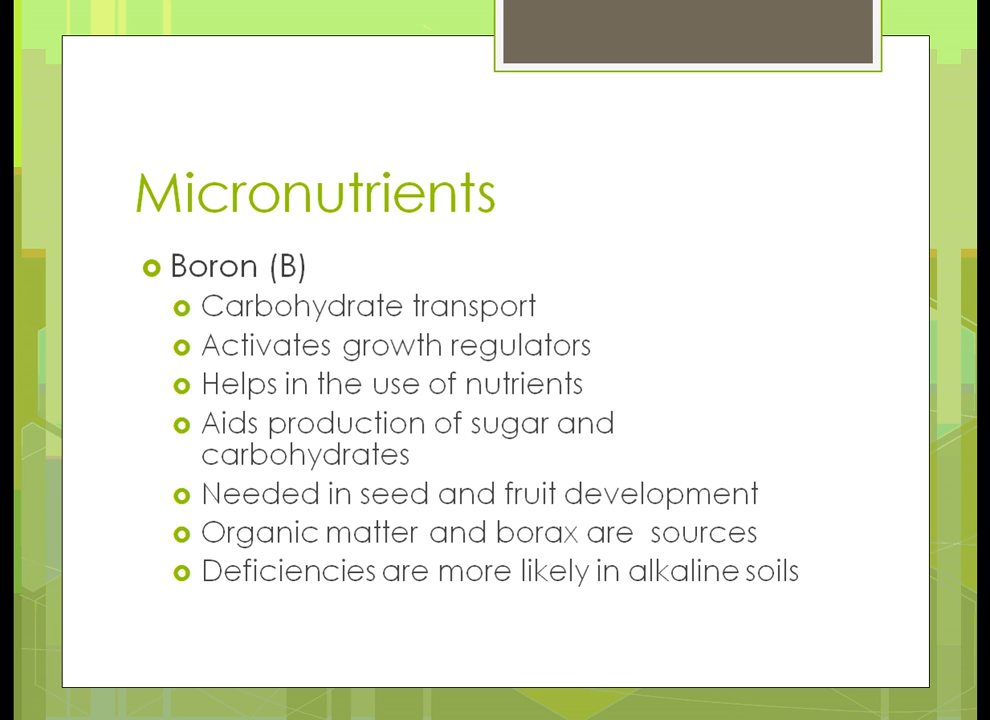 Micronutrients
Boron (B)
Carbohydrate transport
Activates growth regulators
Helps in the use of nutrients
Aids production of sugar and
carbohydrates
Needed in seed and fruit development
Organic matter and borax are sources
Deficiencies are more likely in alkaline soils